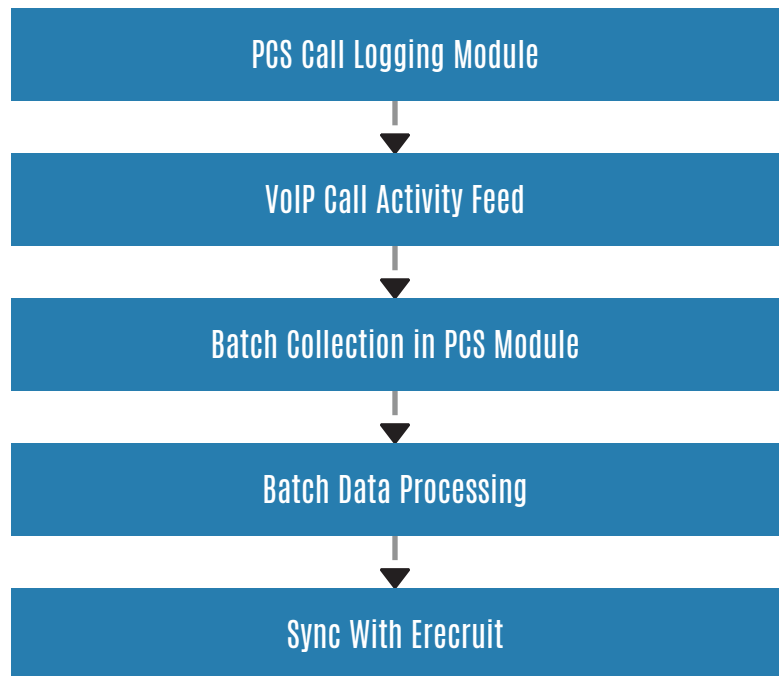 PCS Call Logging Module
VoIP Call Activity Feed
Batch Collection in PCS Module
Batch Data Processing
Sync With Erecruit